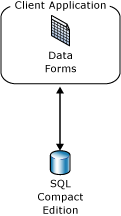 Client Application
Data
Forms
SQL
Compact
Edition